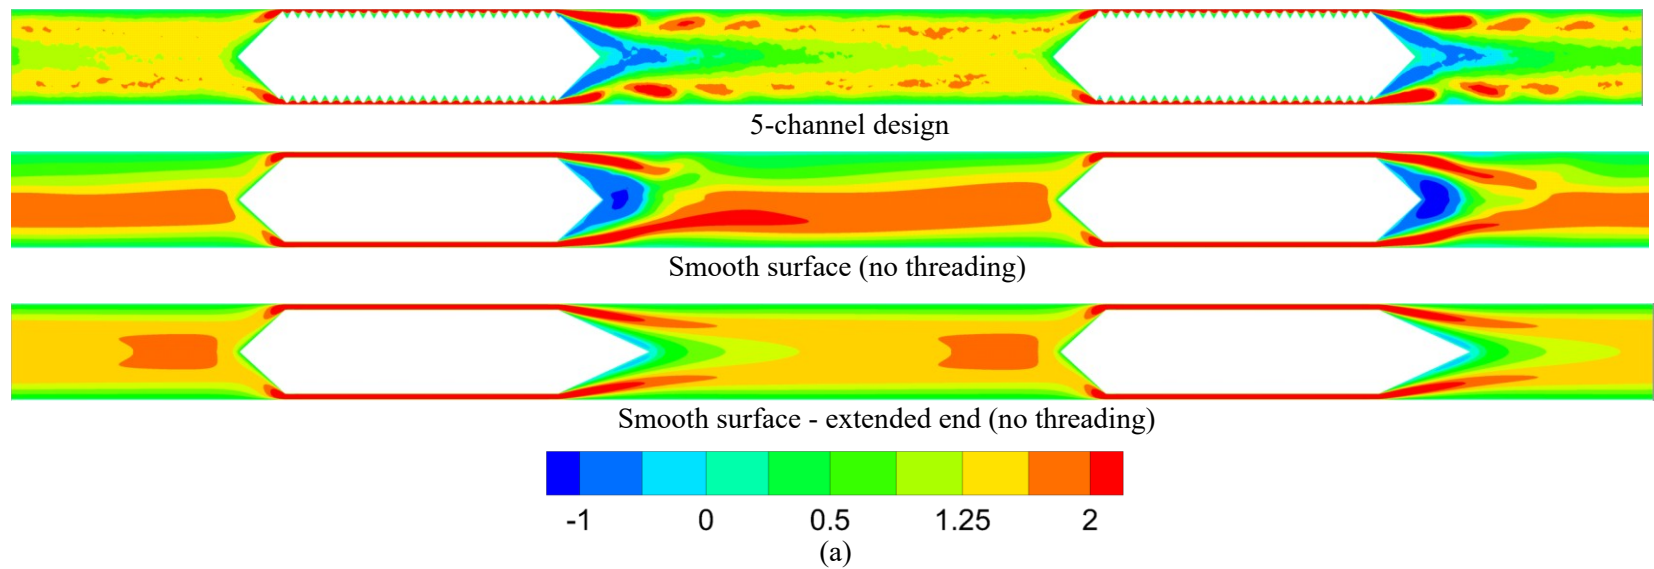 5-channel design
Smooth surface (no threading)
Smooth surface - extended end (no threading)
-1 0 0.5 1.25 2
(a)